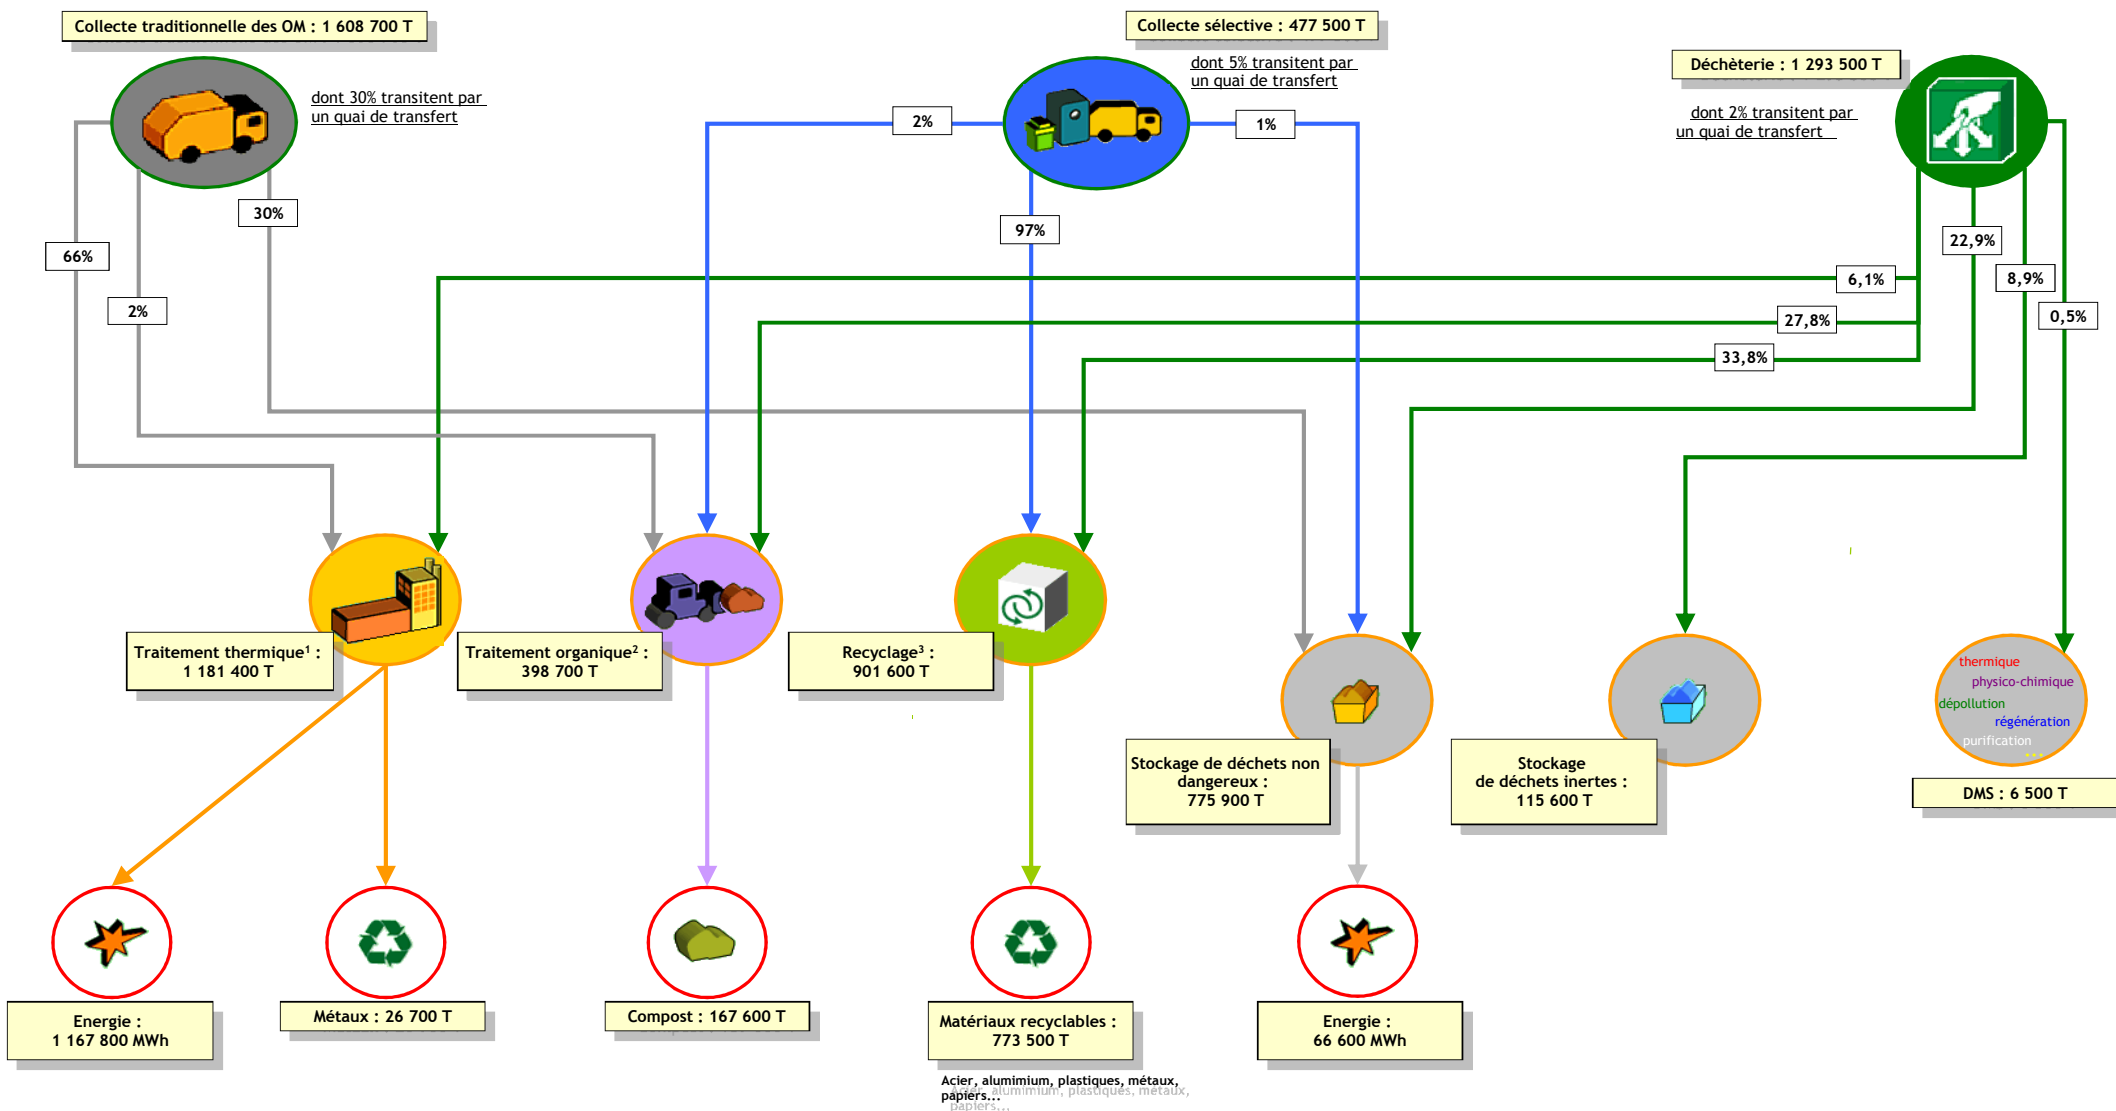 Collecte traditionnelle des OM : 1 608 700 T
Collecte sélective : 477 500 T
Déchèterie : 1 293 500 T
dont 30% transitent par
un quai de transfert
dont 5% transitent par
un quai de transfert
dont 2% transitent par
un quai de transfert
2%
1%
30%
97%
66%
22,9%
6,1%
8,9%
2%
27,8%
0,5%
33,8%
Traitement thermique¹ :
1 181 400 T
Traitement organique² :
398 700 T
Recyclage³ :
901 600 T
thermique
physico-chimique
dépollution
régénération
purification
...
Stockage de déchets non
dangereux :
775 900 T
Stockage
de déchets inertes :
115 600 T
DMS : 6 500 T
Energie :
1 167 800 MWh
Métaux : 26 700 T
Compost : 167 600 T
Matériaux recyclables :
773 500 T
Energie :
66 600 MWh
Acier, alumimium, plastiques, métaux,
papiers...